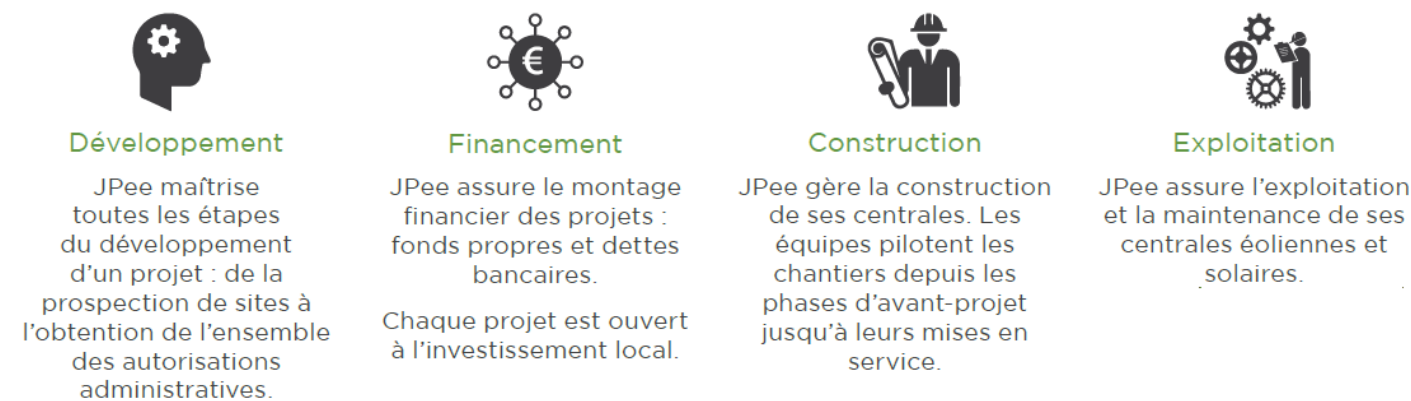 €
Développement
JPee maîtrise
toutes les étapes
du développement
d'un projet : de la
prospection de sites à
l'obtention de l'ensemble
des autorisations
administratives.
Financement
JPee assure le montage
financier des projets :
fonds propres et dettes
bancaires.
Chaque projet est ouvert
à l'investissement local.
Construction
JPee gère la construction
de ses centrales. Les
équipes pilotent les
chantiers depuis les
phases d'avant-projet
jusqu'à leurs mises en
service.
Exploitation
JPee assure l'exploitation
et la maintenance de ses
centrales éoliennes et
solaires.